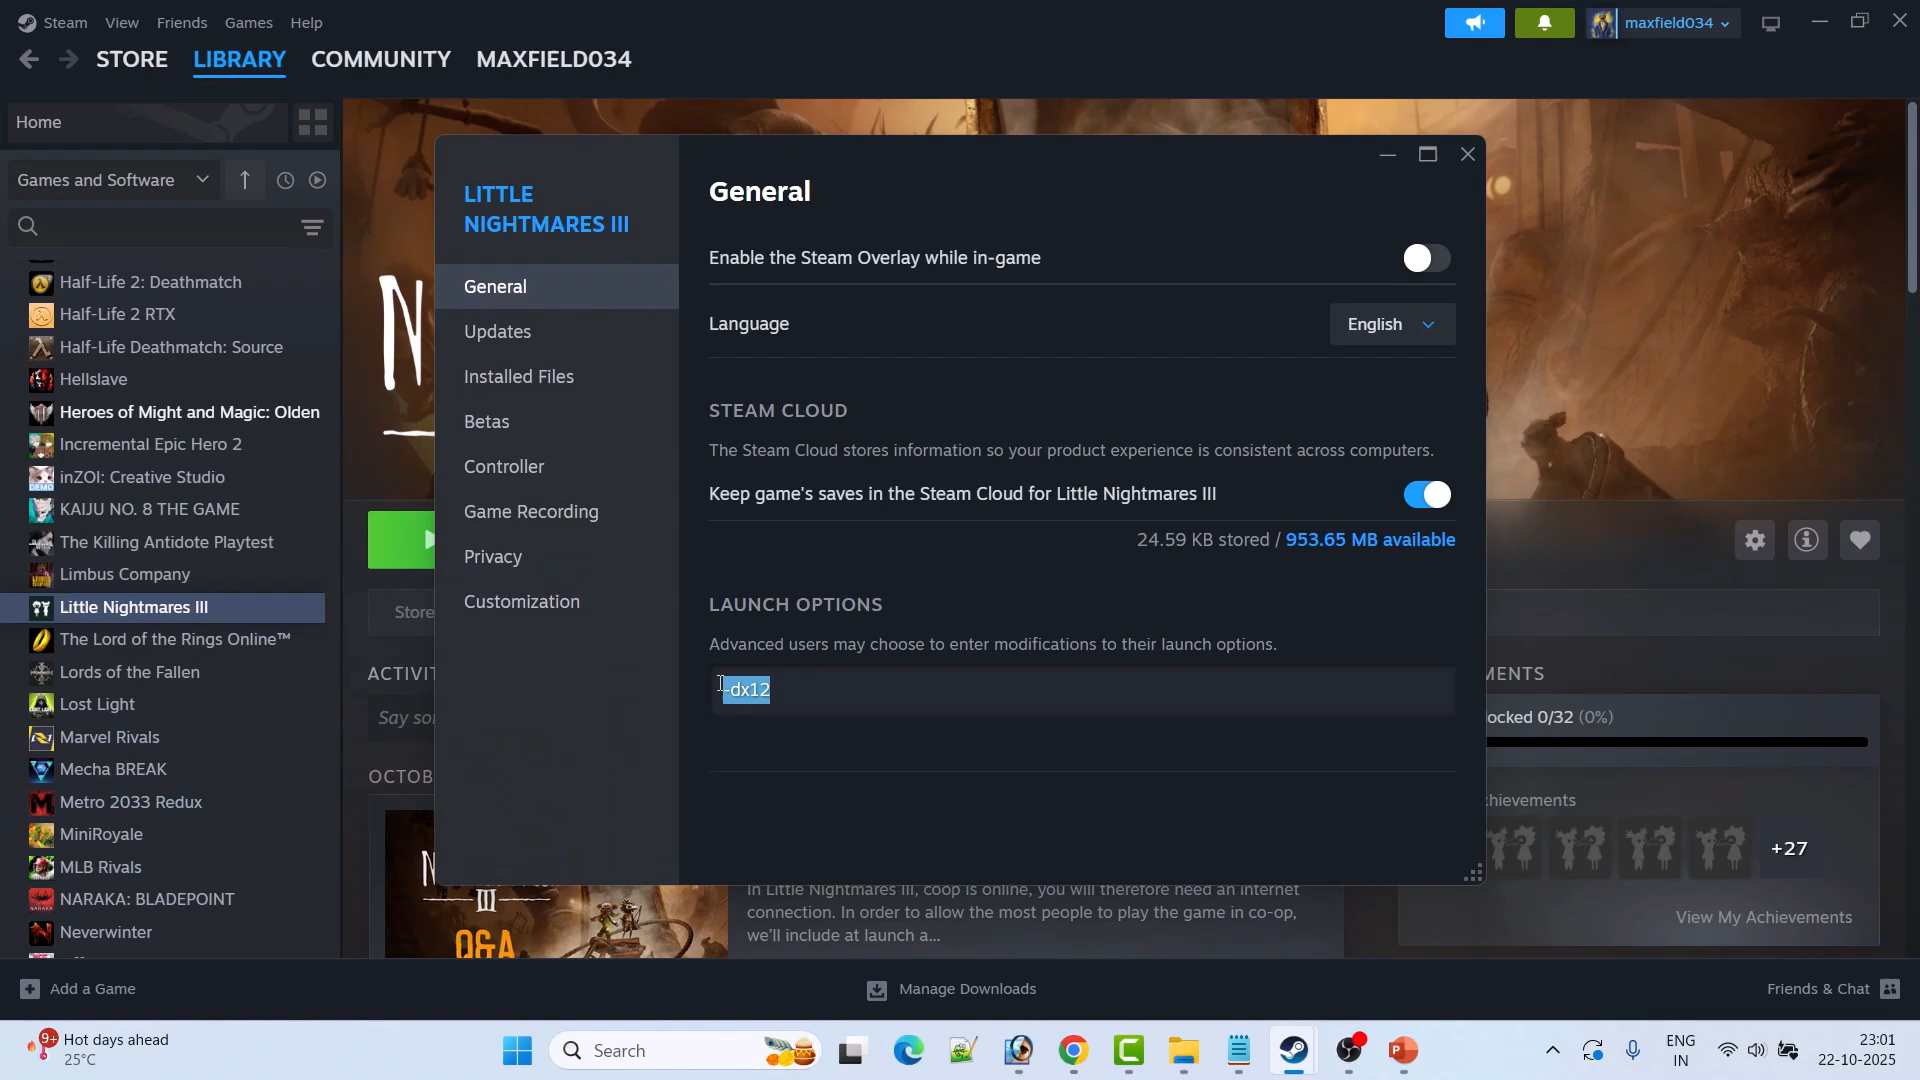 Steam View Friends Games Help
maxfield034
STORE LIBRARY COMMUNITY MAXFIELD034
Home
Games and Software
Half-Life 2: Deathmatch
Half-Life 2 RTX
Half-Life Deathmatch: Source
Hellslave
Heroes of Might and Magic: Olden
Incremental Epic Hero 2
inZOI: Creative Studio
KAIJU NO. 8 THE GAME
The Killing Antidote Playtest
Limbus Company
Little Nightmares III
The Lord of the Rings Online™
Lords of the Fallen
Lost Light
Marvel Rivals
Mecha BREAK
Metro 2033 Redux
MiniRoyale
MLB Rivals
NARAKA: BLADEPOINT
Neverwinter
LITTLE
NIGHTMARES III
General
Updates
Installed Files
Betas
Controller
Game Recording
Privacy
Customization
General
Enable the Steam Overlay while in-game
Language
English
STEAM CLOUD
The Steam Cloud stores information so your product experience is consistent across computers.
Keep game's saves in the Steam Cloud for Little Nightmares III
24.59 KB stored / 953.65 MB available
LAUNCH OPTIONS
Advanced users may choose to enter modifications to their launch options.
-dx12
N
Store
ACTIVIT
Say so
OCTOB
N
III
Q&A
In Little Nightmares III, coop is online, you will therefore need an internet
connection. In order to allow the most people to play the game in co-op,
we'll include at launch a...
MENTS
ocked 0/32 (0%)
chievements
+27
View My Achievements
Add a Game
Manage Downloads
Friends & Chat
9+
Hot days ahead
25°C
Search
ENG
IN
23:01
22-10-2025